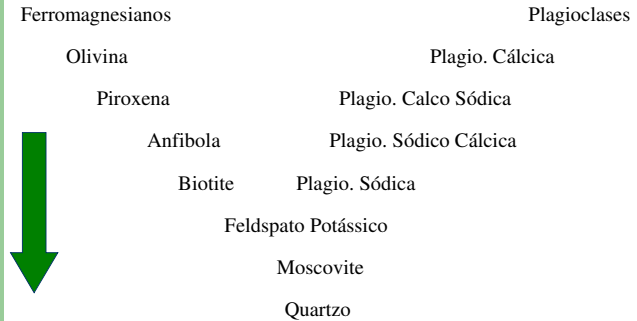 Ferromagnesianos Plagioclases
Olivina Plagio. Cálcica
Piroxena Plagio. Calco Sódica
Anfibola Plagio. Sódico Cálcica
Biotite Plagio. Sódica
Feldspato Potássico
Moscovite
Quartzo